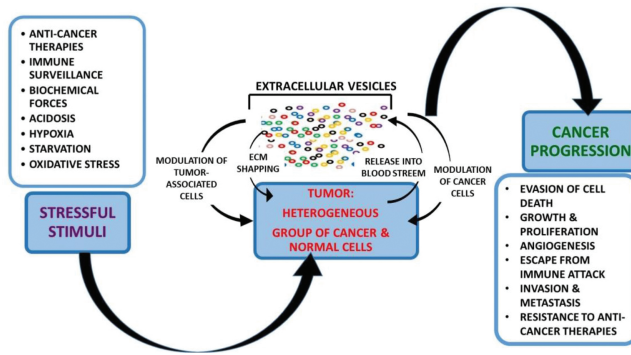 • ANTI-CANCER
THERAPIES
• IMMUNE
SURVEILLANCE
• BIOCHEMICAL
FORCES
• ACIDOSIS
• HYPOXIA
• STARVATION
• OXIDATIVE STRESS
STRESSFUL
STIMULI
EXTRACELLULAR VESICLES
MODULATION OF
TUMOR-
ASSOCIATED
CELLS
ECM
SHAPPING
RELEASE INTO
BLOOD STREEM
MODULATION
OF CANCER
CELLS
TUMOR:
HETEROGENEOUS
GROUP OF CANCER &
NORMAL CELLS
CANCER
PROGRESSION
• EVASION OF CELL
DEATH
• GROWTH &
PROLIFERATION
• ANGIOGENESIS
• ESCAPE FROM
IMMUNE ATTACK
• INVASION &
METASTASIS
• RESISTANCE TO ANTI-
CANCER THERAPIES